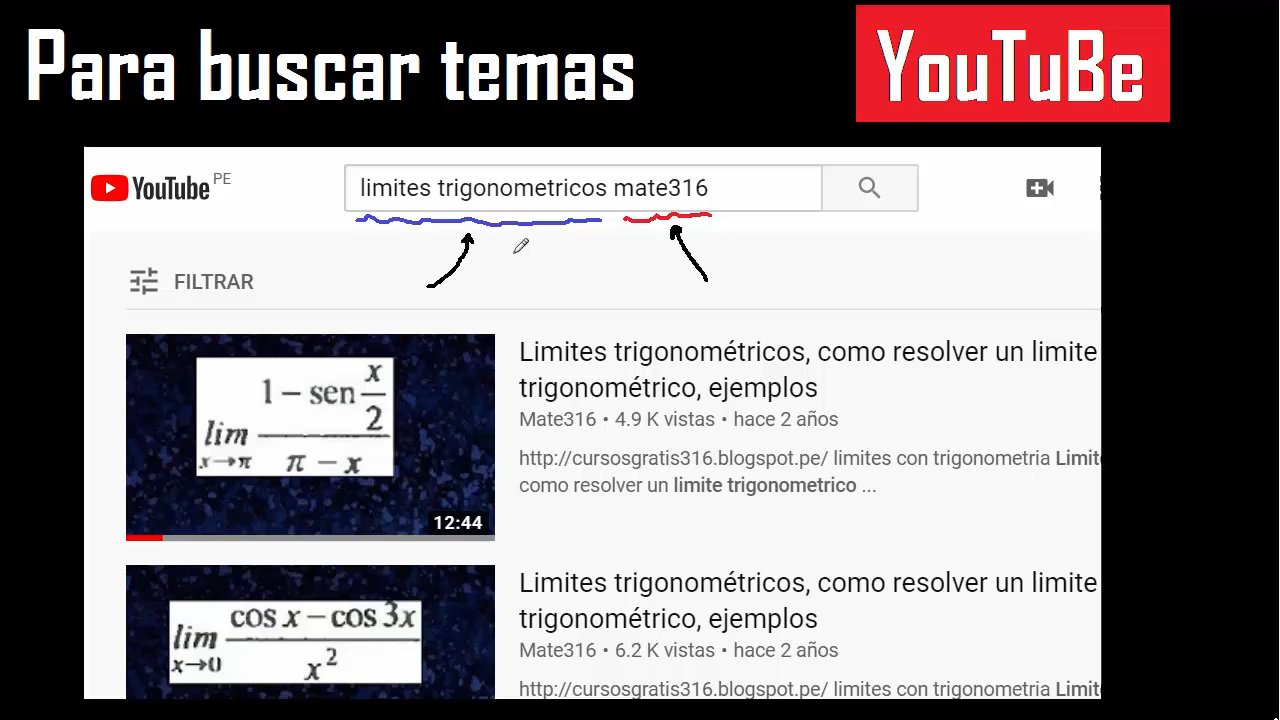 Para buscar temas
YouTuBe
YouTube PE
limites trigonometricos mate316
FILTRAR
1 – sen x/2
lim
x→π
π – x
12:44
Limites trigonométricos, como resolver un limite
trigonométrico, ejemplos
Mate316 • 4.9 K vistas • hace 2 años
http://cursosgratis316.blogspot.pe/ limites con trigonometria Limit
como resolver un limite trigonometrico ...
cos x – cos 3x
lim
x→0
x²
Limites trigonométricos, como resolver un limite
trigonométrico, ejemplos
Mate316 • 6.2 K vistas • hace 2 años
http://cursosgratis316.blogspot.pe/ limites con trigonometria Limit